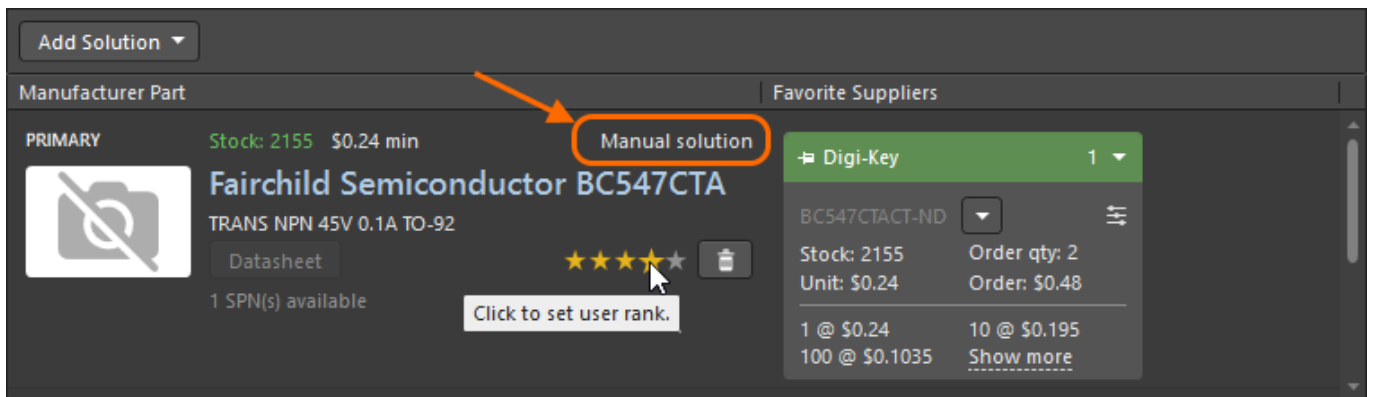 Add Solution
Manufacturer Part
Favorite Suppliers
PRIMARY
Stock: 2155 $0.24 min
Manual solution
Fairchild Semiconductor BC547CTA
TRANS NPN 45V 0.1A TO-92
Datasheet
1 SPN(s) available
Click to set user rank.
Digi-Key 1
BC547CTACT-ND
Stock: 2155 Order qty: 2
Unit: $0.24 Order: $0.48
1 @ $0.24 10 @ $0.195
100 @ $0.1035 Show more